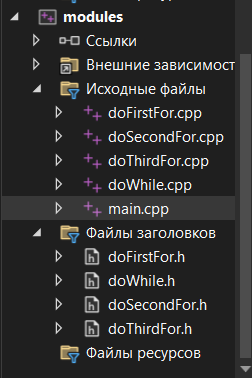 modules
Ссылки
Внешние зависимост
Исходные файлы
doFirstFor.cpp
doSecondFor.cpp
doThirdFor.cpp
doWhile.cpp
main.cpp
Файлы заголовков
doFirstFor.h
doWhile.h
doSecondFor.h
doThirdFor.h
Файлы ресурсов